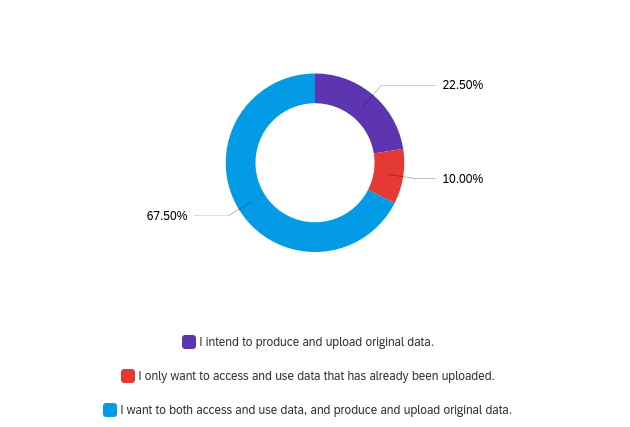 22.50%
10.00%
67.50%
I intend to produce and upload original data.
I only want to access and use data that has already been uploaded.
I want to both access and use data, and produce and upload original data.